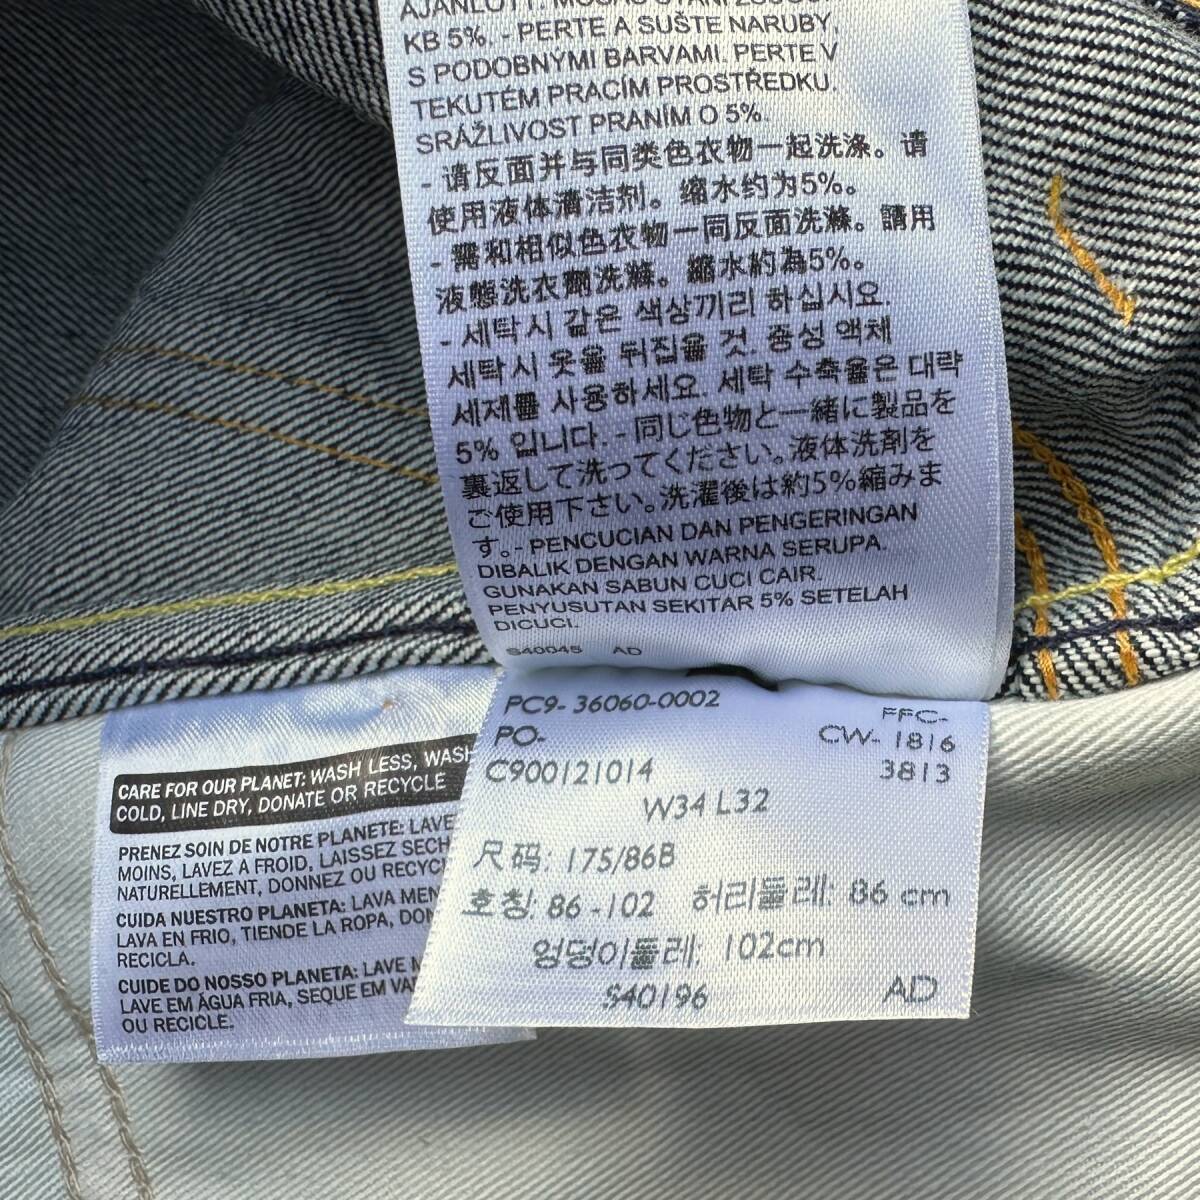 KB 5%. - PERTE A SUŠTE NARUBY,
S PODOBNÝMI BARVAMI. PERTE V
TEKUTÉM PRACÍM PROSTŘEDKU.
SRÁŽLIVOST PRANÍM O 5%.
- 请反面并与同类色衣物一起洗涤。请
使用液体清洁剂。缩水约为5%。
- 需和相似色衣物一同反面洗滌。請用
液態洗衣劑洗滌。縮水約為5%。
- 세탁시 같은 색상끼리 하십시요.
세탁시 옷을 뒤집을 것. 중성 액체
세제를 사용하세요. 세탁 수축율은 대략
5% 입니다. - 同じ色物と一緒に製品を
裏返して洗ってください。液体洗剤を
ご使用下さい。洗濯後は約5%縮みま
す。- PENCUCIAN DAN PENGERINGAN
DIBALIK DENGAN WARNA SERUPA.
GUNAKAN SABUN CUCI CAIR.
PENYUSUTAN SEKITAR 5% SETELAH
DICUCI.
S40045 AD
PC9- 36060-0002 FFC-
PO- CW- 1816
C900121014 3813
W34 L32
尺码: 175/86B
호칭: 86 -102 허리둘레: 86 cm
엉덩이둘레: 102cm
S40196 AD
CARE FOR OUR PLANET: WASH LESS, WASH
COLD, LINE DRY, DONATE OR RECYCLE
PRENEZ SOIN DE NOTRE PLANETE: LAVE
MOINS, LAVEZ A FROID, LAISSEZ SECH
NATURELLEMENT, DONNEZ OU RECYC
CUIDA NUESTRO PLANETA: LAVA MEN
LAVA EN FRIO, TIENDE LA ROPA, DON
RECICLA.
CUIDE DO NOSSO PLANETA: LAVE M
LAVE EM ÁGUA FRIA, SEQUE EM VA
OU RECICLE.